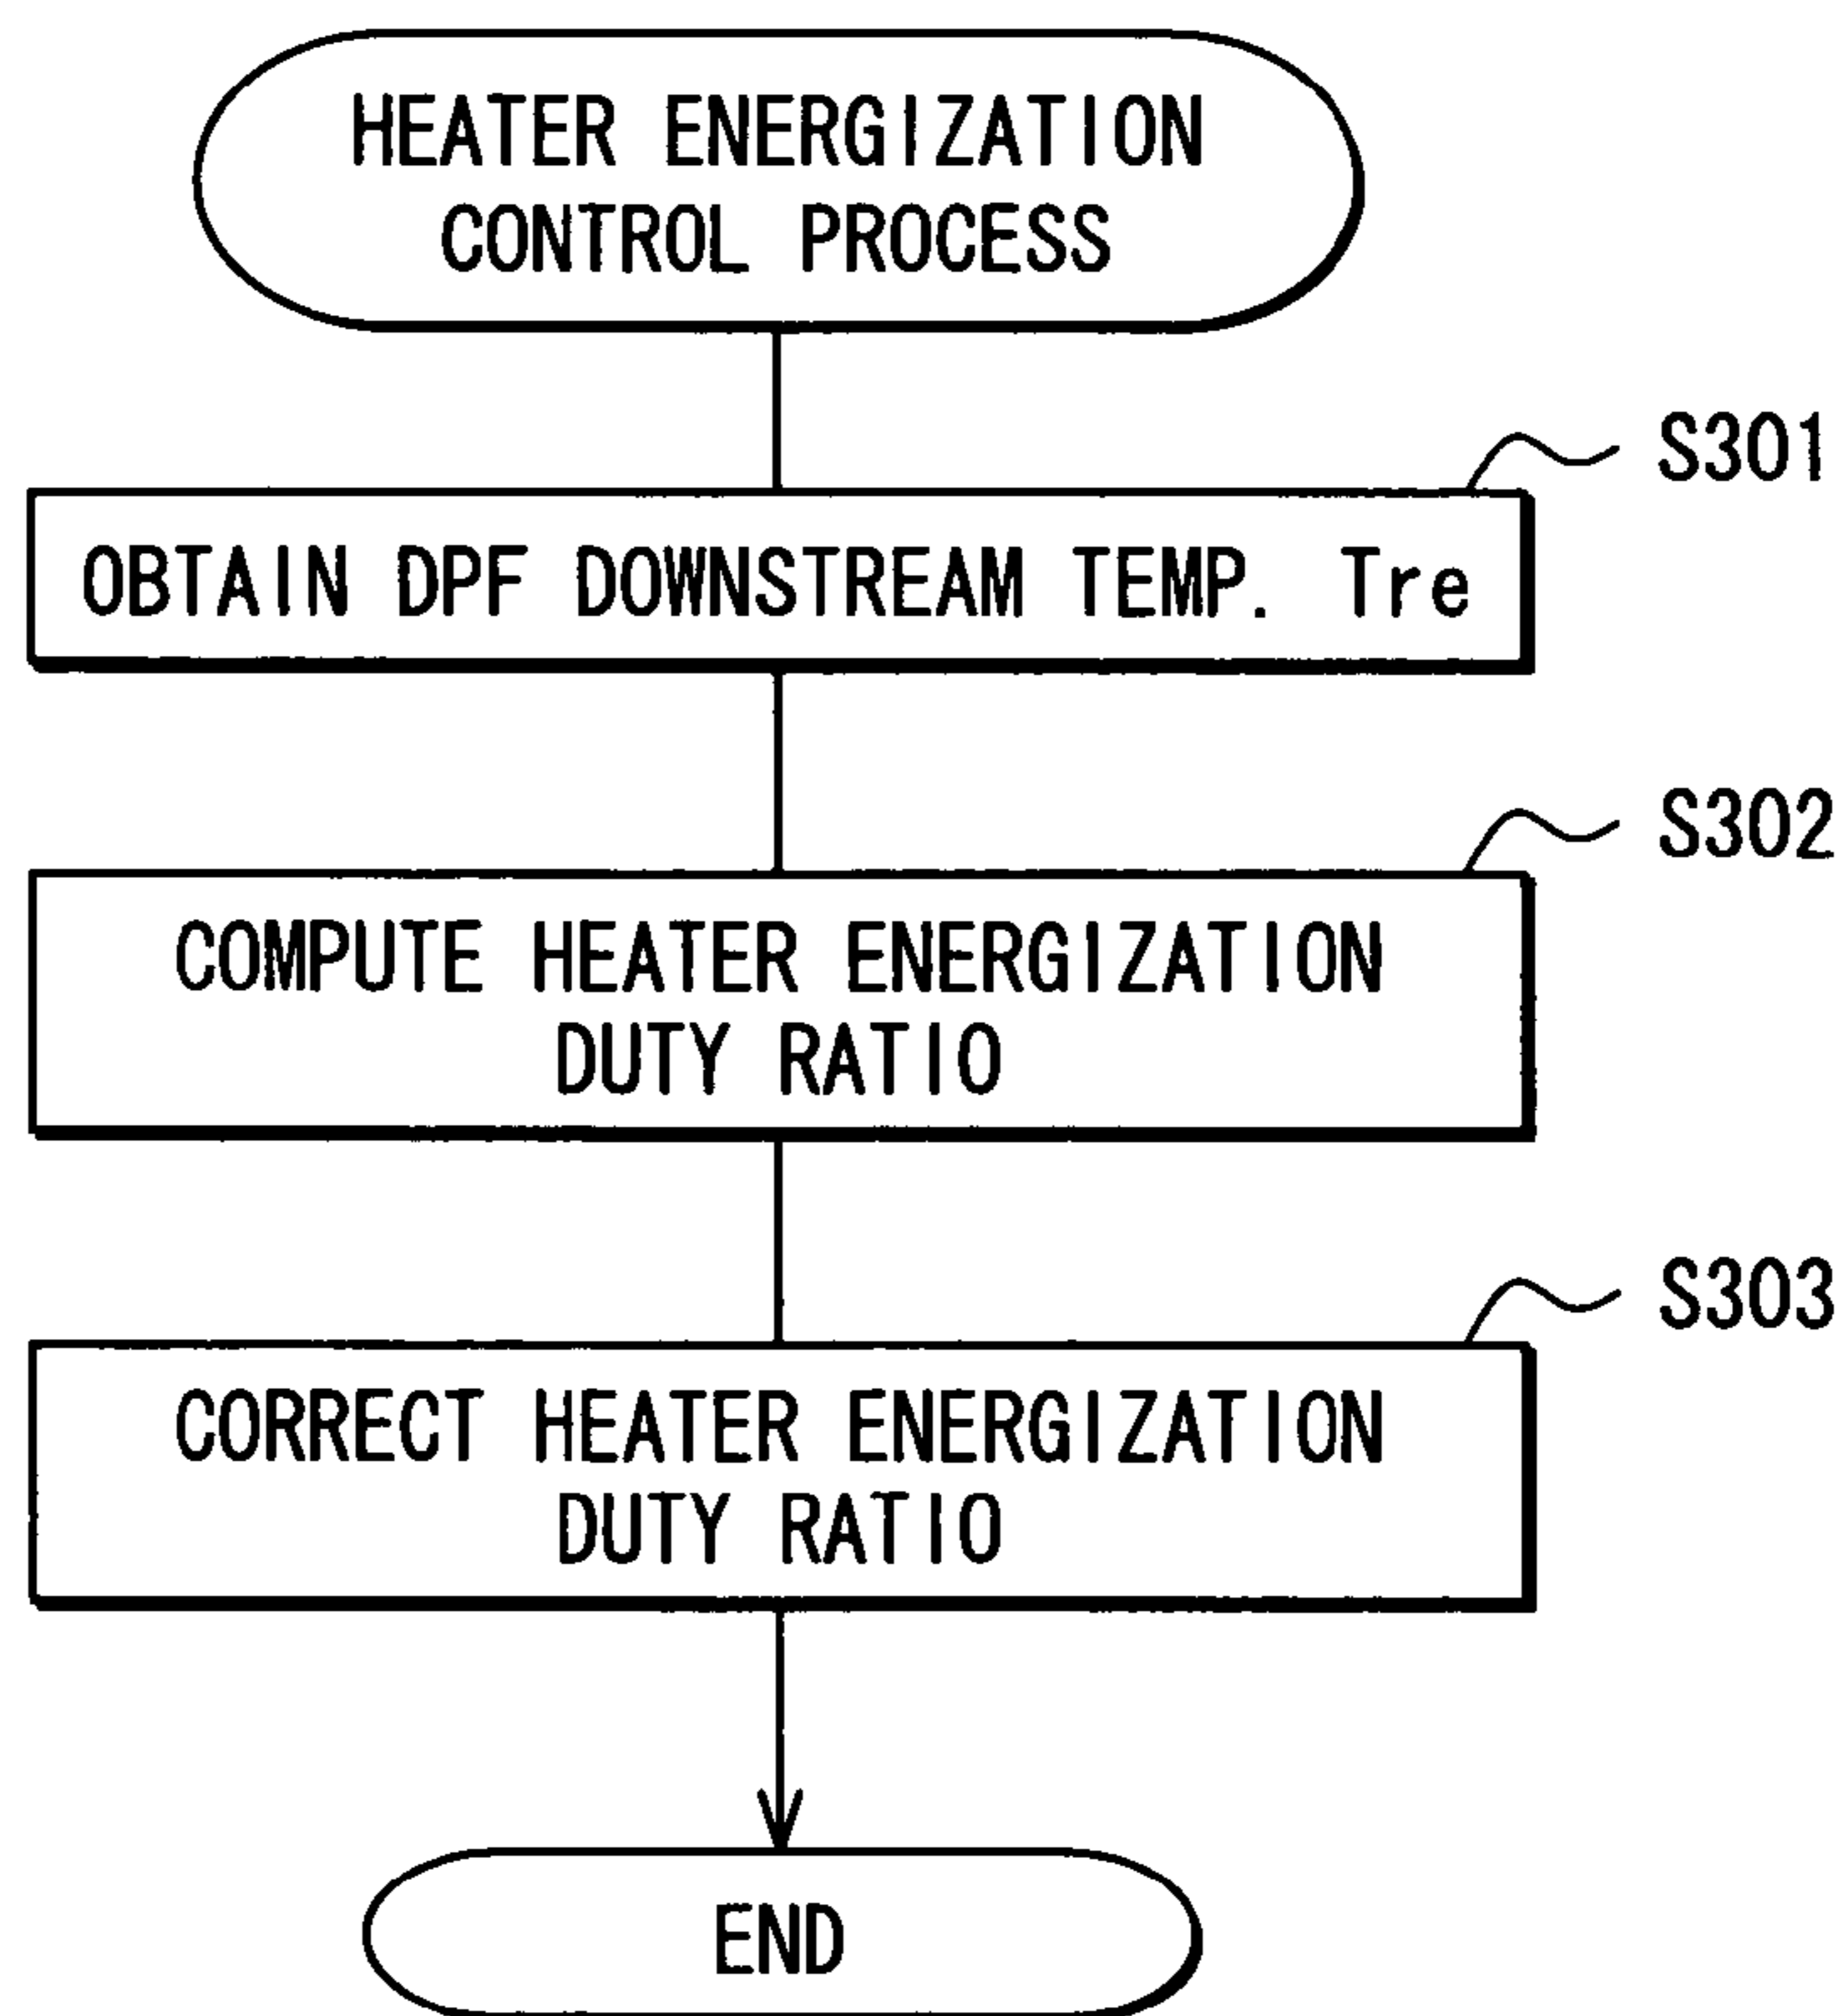 HEATER ENERGIZATION
CONTROL PROCESS
S301
OBTAIN DPF DOWNSTREAM TEMP. Tre
S302
COMPUTE HEATER ENERGIZATION
DUTY RATIO
S303
CORRECT HEATER ENERGIZATION
DUTY RATIO
END